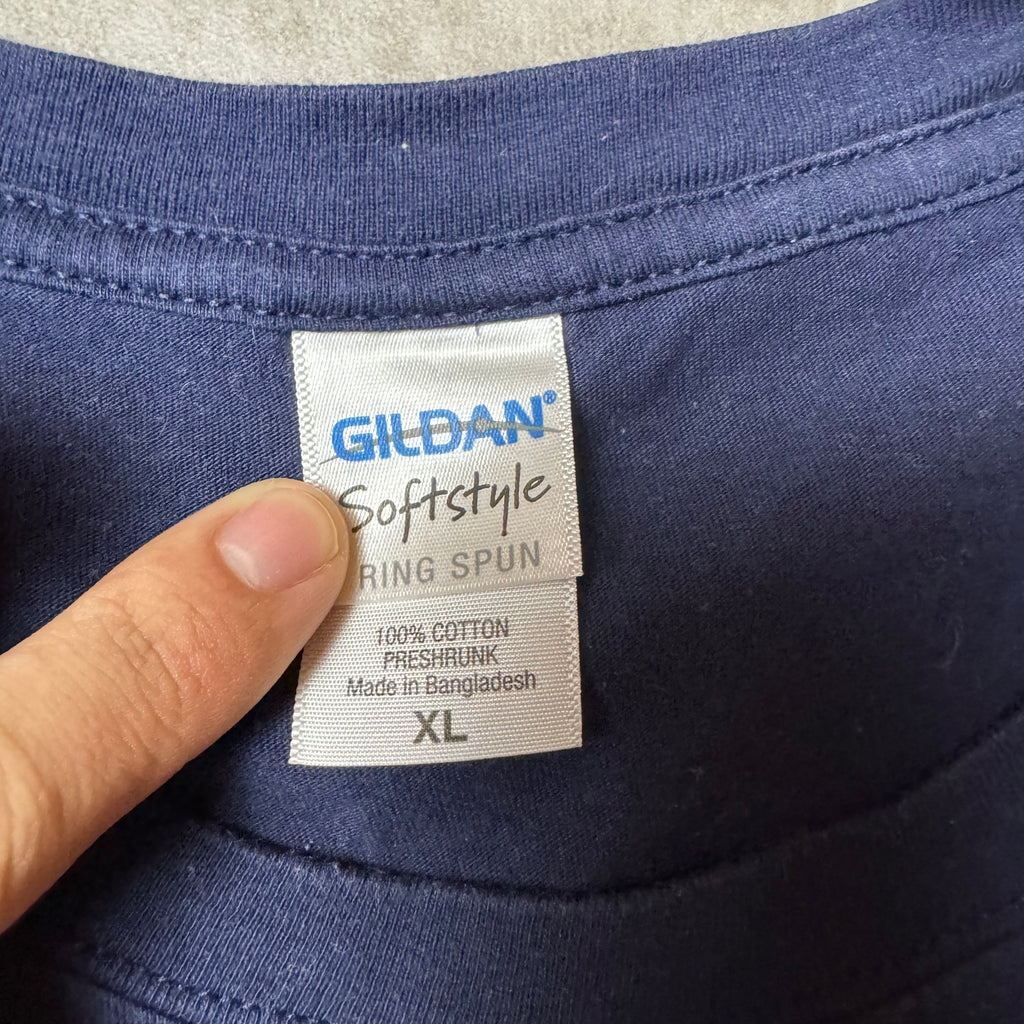 GILDAN®
Softstyle
RING SPUN
100% COTTON
PRESHRUNK
Made in Bangladesh
XL